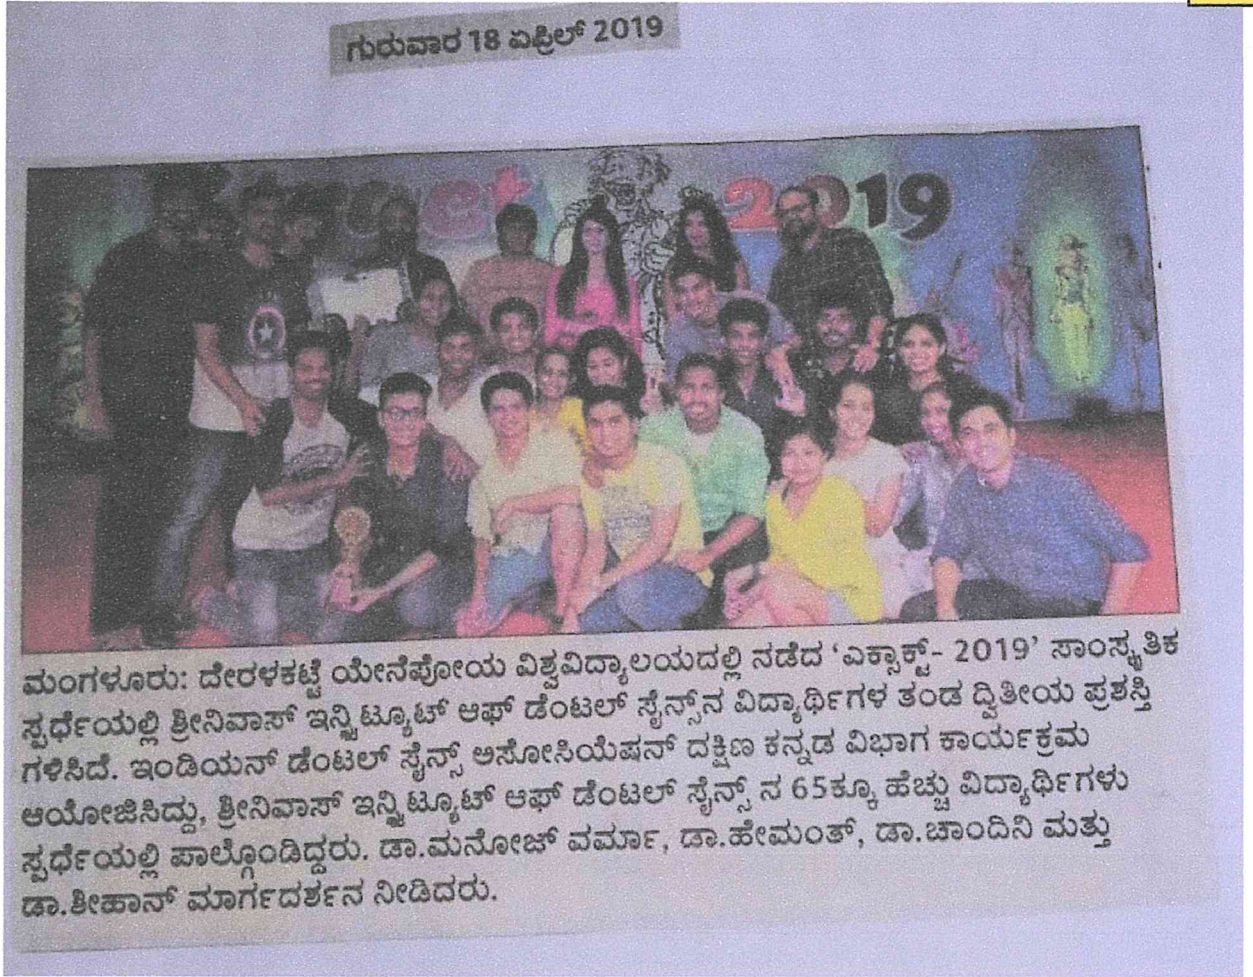 ಗುರುವಾರ 18 ಏಪ್ರಿಲ್ 2019
2019
ಮಂಗಳೂರು: ದೇರಳಕಟ್ಟೆ ಯೇನೆಪೋಯ ವಿಶ್ವವಿದ್ಯಾಲಯದಲ್ಲಿ ನಡೆದ 'ಎಕ್ಸಾಕ್ಟ್- 2019' ಸಾಂಸ್ಕೃತಿಕ
ಸ್ಪರ್ಧೆಯಲ್ಲಿ ಶ್ರೀನಿವಾಸ್ ಇನ್ಸ್ಟಿಟ್ಯೂಟ್ ಆಫ್ ಡೆಂಟಲ್ ಸೈನ್ಸ್‌ನ ವಿದ್ಯಾರ್ಥಿಗಳ ತಂಡ ದ್ವಿತೀಯ ಪ್ರಶಸ್ತಿ
ಗಳಿಸಿದೆ. ಇಂಡಿಯನ್ ಡೆಂಟಲ್ ಸೈನ್ಸ್ ಅಸೋಸಿಯೆಷನ್ ದಕ್ಷಿಣ ಕನ್ನಡ ವಿಭಾಗ ಕಾರ್ಯಕ್ರಮ
ಆಯೋಜಿಸಿದ್ದು, ಶ್ರೀನಿವಾಸ್ ಇನ್ಸ್ಟಿಟ್ಯೂಟ್ ಆಫ್ ಡೆಂಟಲ್ ಸೈನ್ಸ್ ನ 65ಕ್ಕೂ ಹೆಚ್ಚು ವಿದ್ಯಾರ್ಥಿಗಳು
ಸ್ಪರ್ಧೆಯಲ್ಲಿ ಪಾಲ್ಗೊಂಡಿದ್ದರು. ಡಾ.ಮನೋಜ್ ವರ್ಮಾ, ಡಾ.ಹೇಮಂತ್, ಡಾ.ಚಾಂದಿನಿ ಮತ್ತು
ಡಾ.ಶೀಹಾನ್ ಮಾರ್ಗದರ್ಶನ ನೀಡಿದರು.